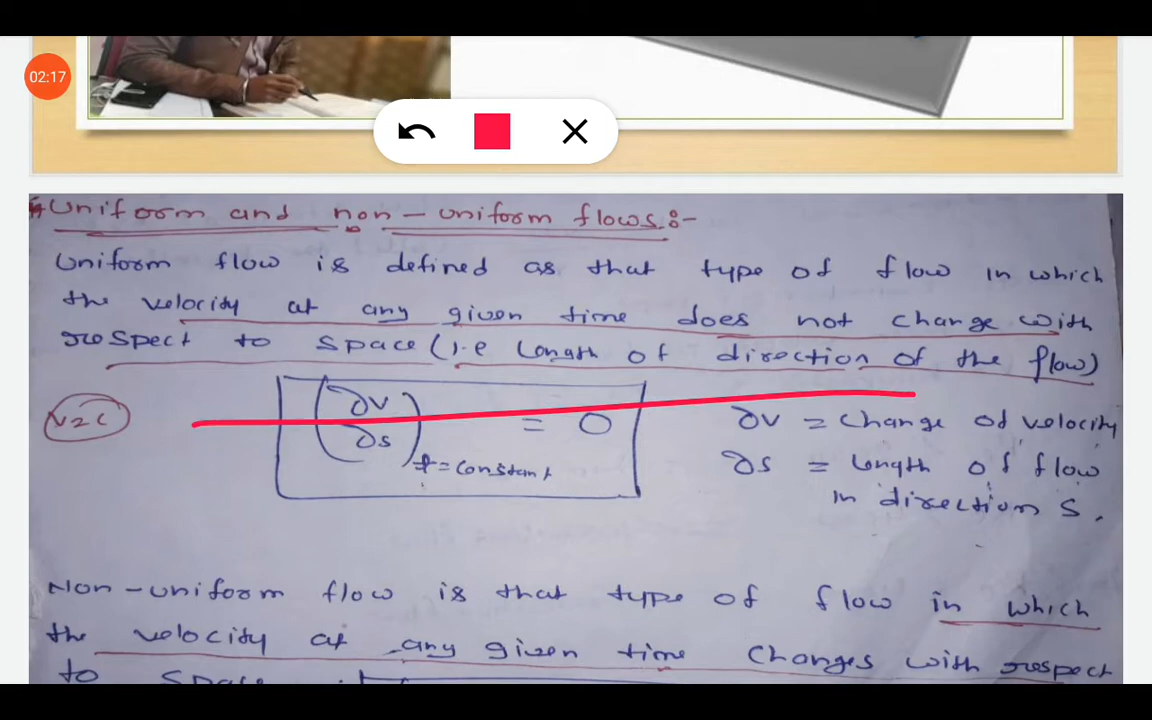 02:17
* Uniform and non-uniform flows:-
Uniform flow is defined as that type of flow in which
the velocity at any given time does not change with
respect to space (i.e length of direction of the flow)
V=C
(∂v/∂s) t = constant = 0
∂v = change of velocity
∂s = length of flow
in direction S.
Non-uniform flow is that type of flow in which
the velocity at any given time changes with respect
to space